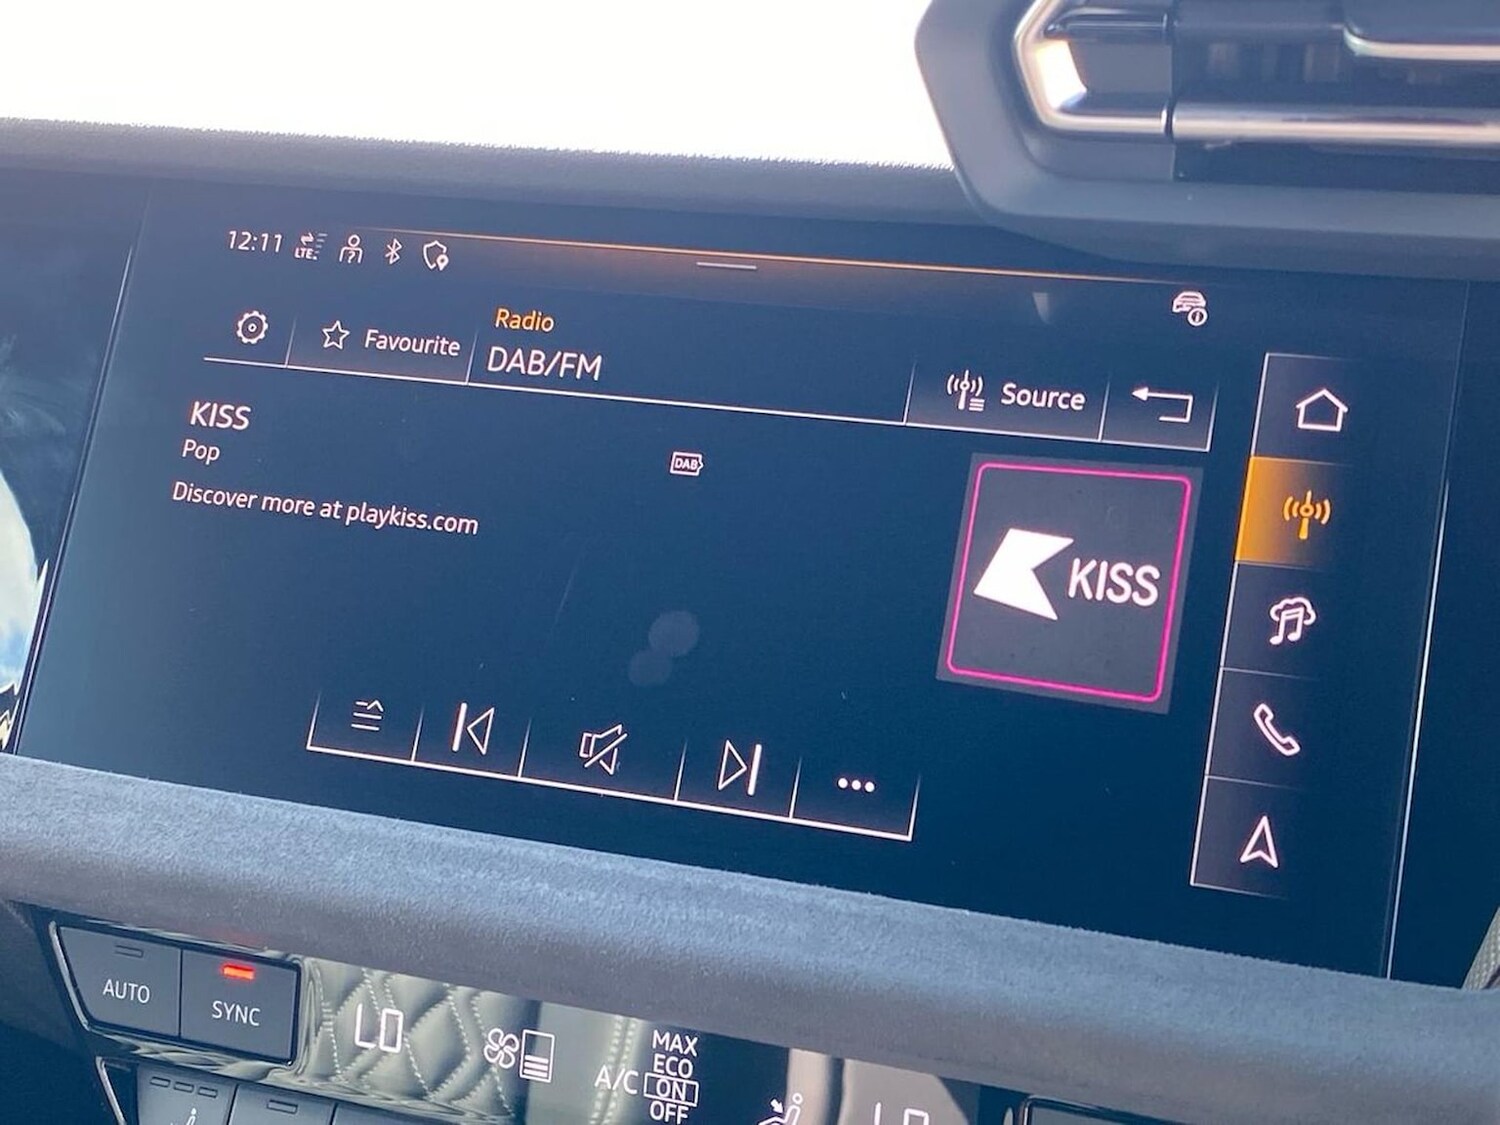 12:11
LTE
Favourite
Radio
DAB/FM
Source
KISS
Pop
Discover more at playkiss.com
DAB
KISS
AUTO
SYNC
LO
A/C
MAX
ECO
ON
OFF
LO